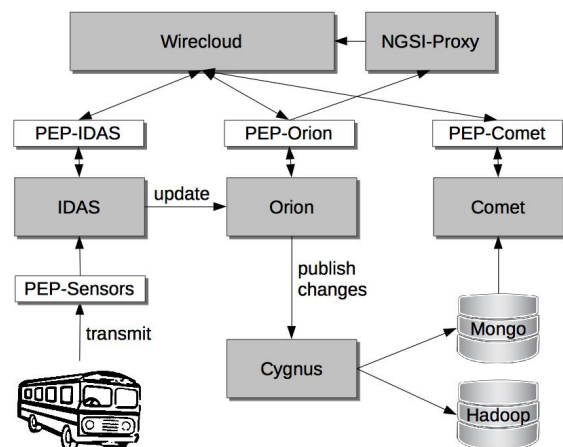 Wirecloud
NGSI-Proxy
PEP-IDAS
PEP-Orion
PEP-Comet
IDAS
update
Orion
Comet
PEP-Sensors
publish
changes
transmit
Mongo
Cygnus
Hadoop